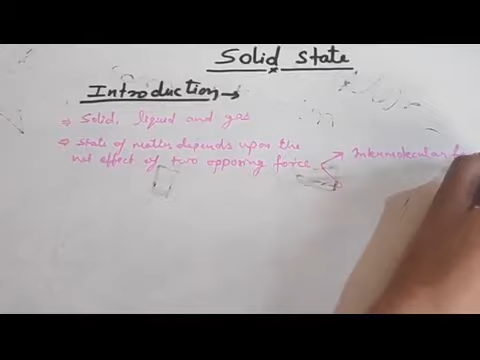 Solid state
Introduction →
⇒ Solid, liquid and gas
⇒ State of matter depends upon the
net effect of two opposing force → Intermolecular